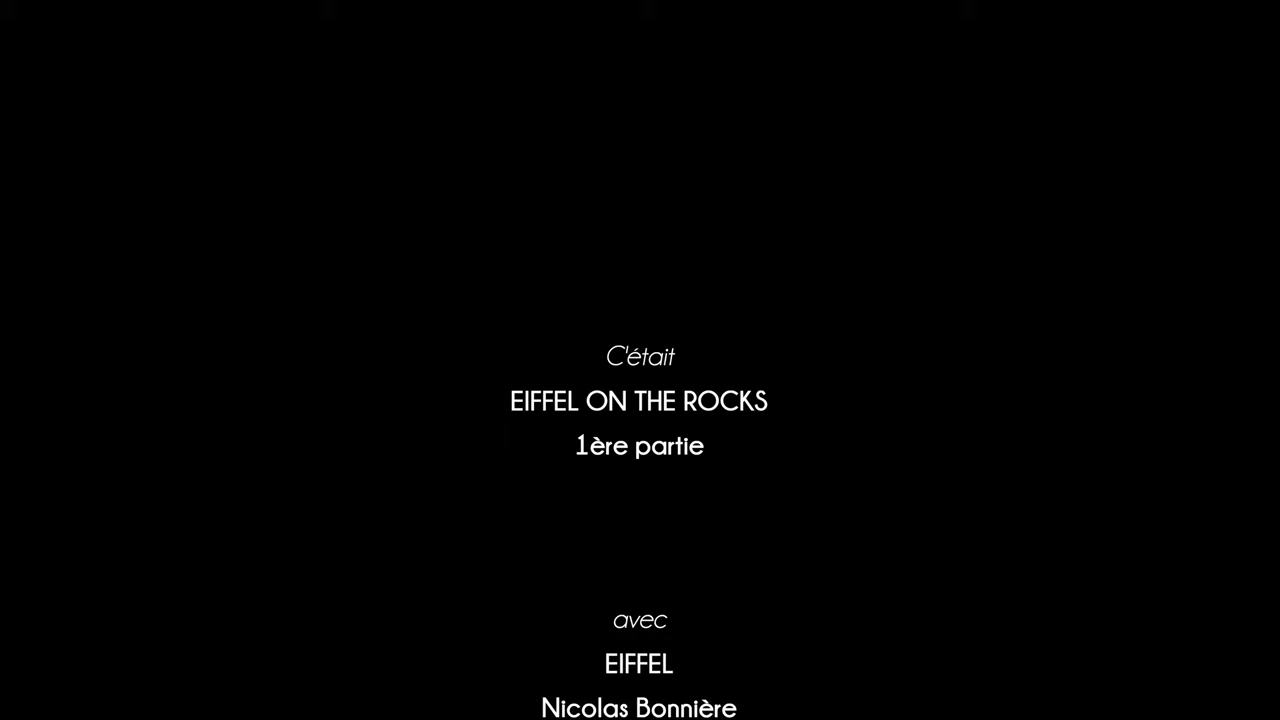 C'était
EIFFEL ON THE ROCKS
1ère partie
avec
EIFFEL
Nicolas Bonnière